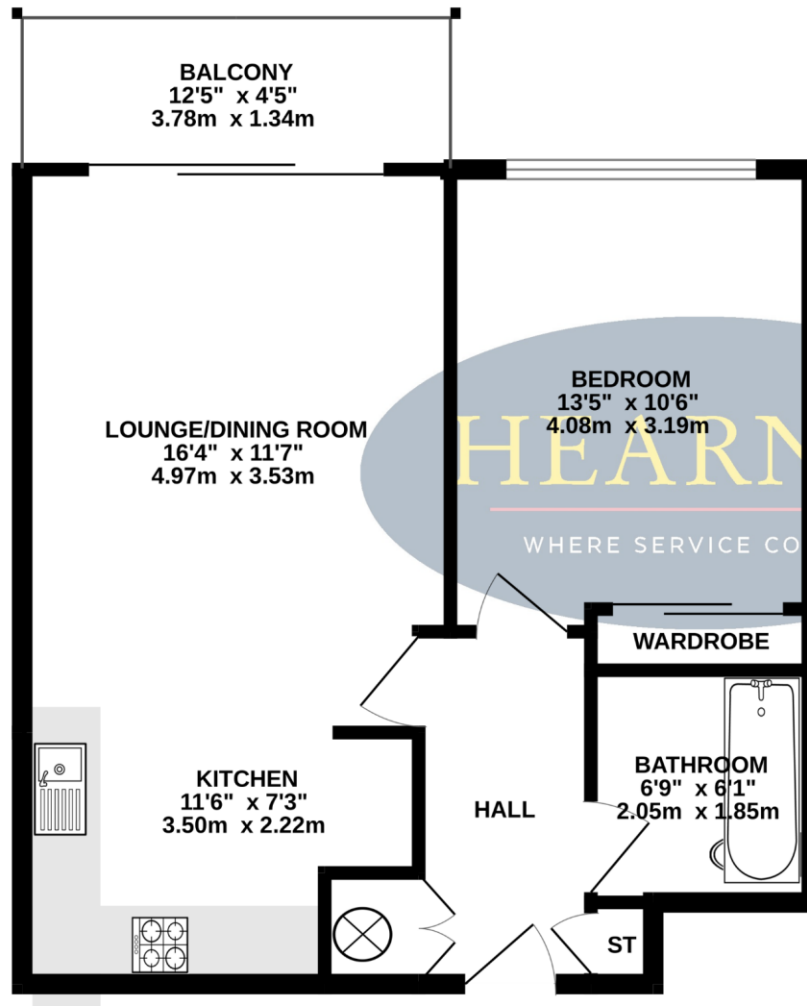 BALCONY
12'5" x 4'5"
3.78m x 1.34m
LOUNGE/DINING ROOM
16'4" x 11'7"
4.97m x 3.53m
BEDROOM
13'5" x 10'6"
4.08m x 3.19m
HEARN
WHERE SERVICE CO
WARDROBE
KITCHEN
11'6" x 7'3"
3.50m x 2.22m
HALL
BATHROOM
6'9" x 6'1"
2.05m x 1.85m
ST